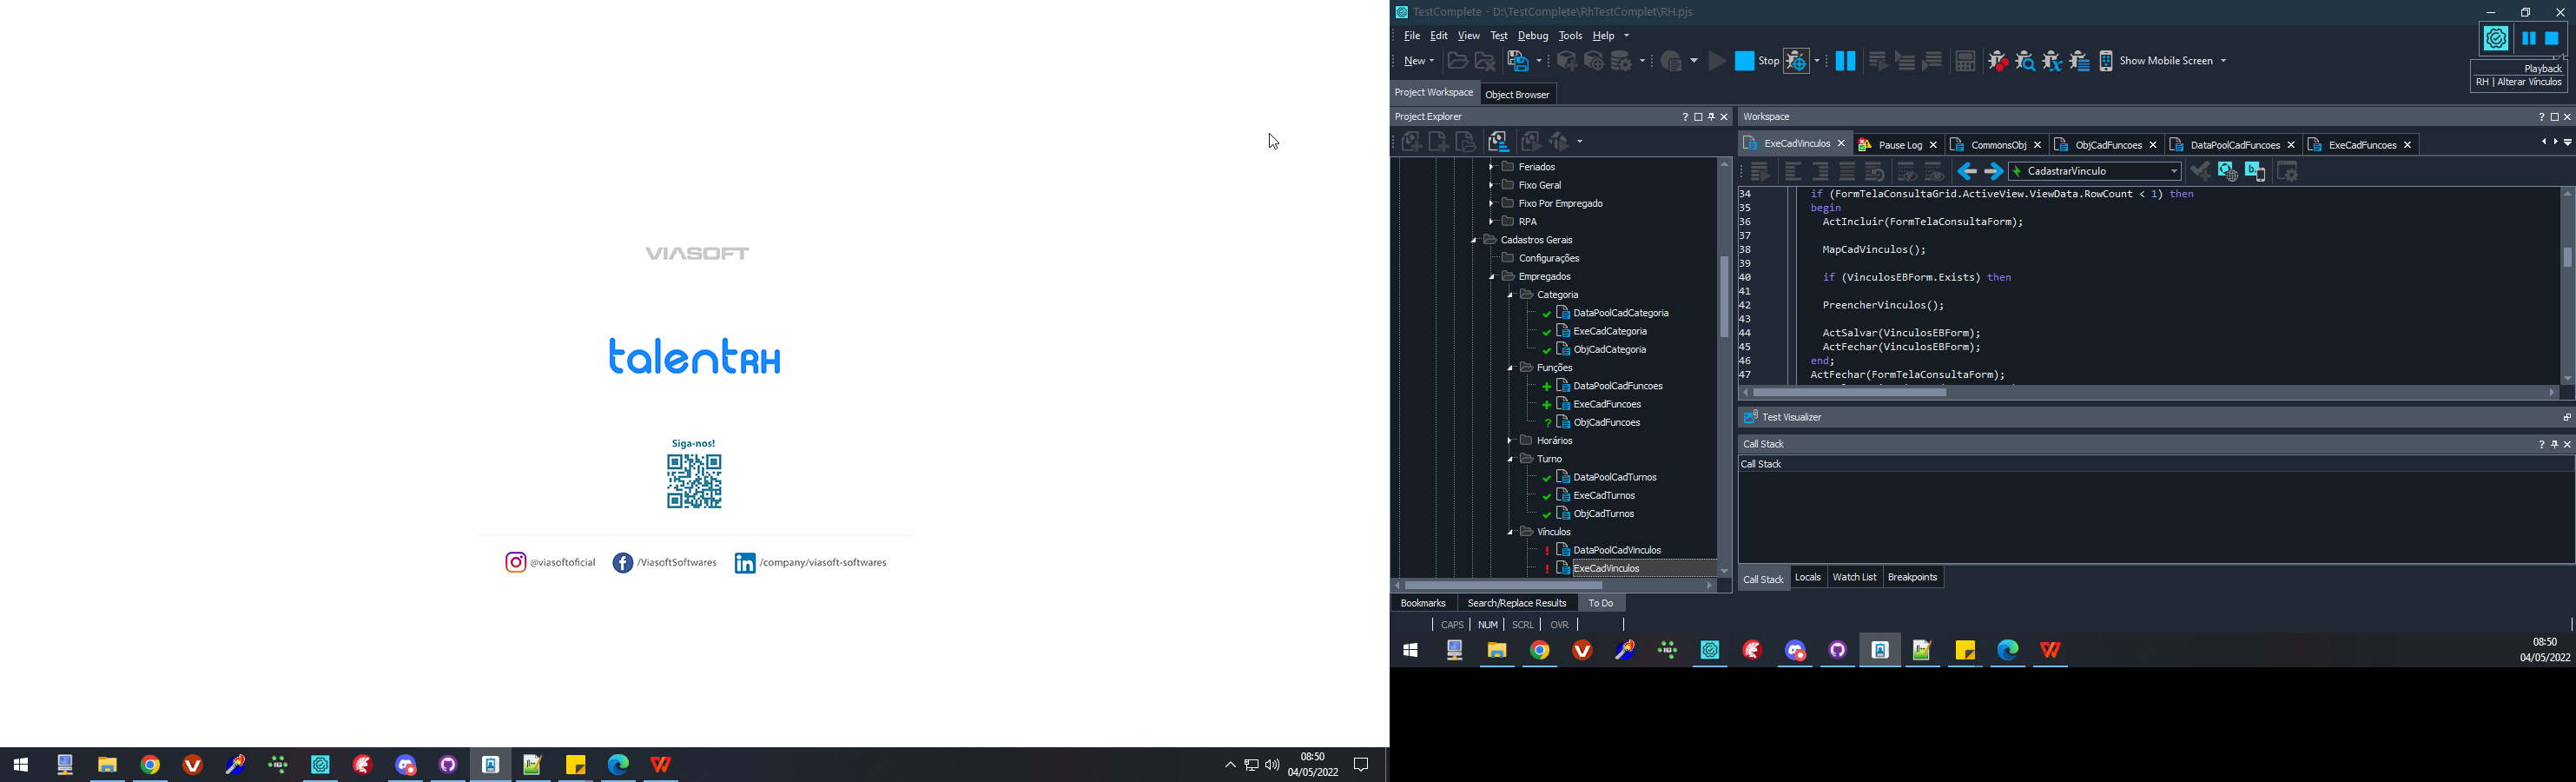 VIASOFT
talentRH
Siga-nos!
@viasoftoficial
/ViasoftSoftwares
/company/viasoft-softwares
08:50
04/05/2022
TestComplete - D:\TestComplete\RhTestComplet\RH.pjs
File Edit View Test Debug Tools Help
New
Stop
Show Mobile Screen
Playback
RH | Alterar Vínculos
Project Workspace
Object Browser
Project Explorer
Feriados
Fixo Geral
Fixo Por Empregado
RPA
Cadastros Gerais
Configurações
Empregados
Categoria
DataPoolCadCategoria
ExeCadCategoria
ObjCadCategoria
Funções
DataPoolCadFuncoes
ExeCadFuncoes
ObjCadFuncoes
Horários
Turno
DataPoolCadTurnos
ExeCadTurnos
ObjCadTurnos
Vínculos
DataPoolCadVinculos
ExeCadVinculos
Bookmarks
Search/Replace Results
To Do
CAPS NUM SCRL OVR
Workspace
ExeCadVinculos
Pause Log
CommonsObj
ObjCadFuncoes
DataPoolCadFuncoes
ExeCadFuncoes
CadastrarVinculo
34 if (FormTelaConsultaGrid.ActiveView.ViewData.RowCount < 1) then
35 begin
36 ActIncluir(FormTelaConsultaForm);
37
38 MapCadVinculos();
39
40 if (VinculosEBForm.Exists) then
41
42 PreencherVinculos();
43
44 ActSalvar(VinculosEBForm);
45 ActFechar(VinculosEBForm);
46 end;
47 ActFechar(FormTelaConsultaForm);
Test Visualizer
Call Stack
Call Stack
Call Stack
Locals
Watch List
Breakpoints
08:50
04/05/2022